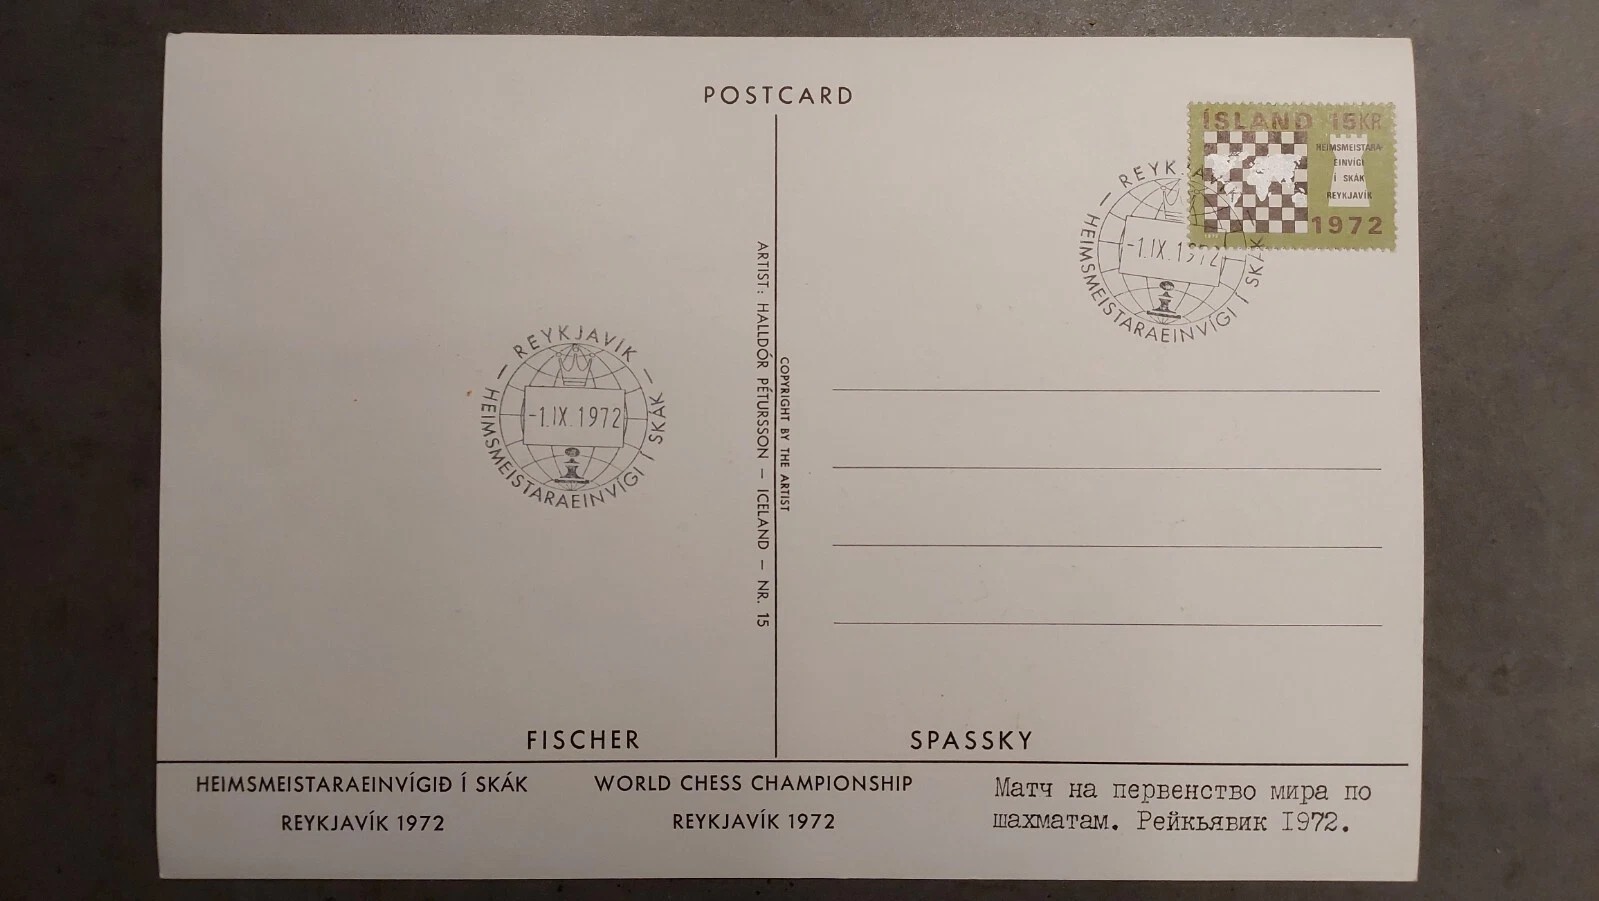 POSTCARD
ÍSLAND 15KR
HEIMSMEISTARA-
EINVÍGI
Í SKÁK
REYKJAVÍK
1972
REYKJAVÍK
-1.IX.1972
HEIMSMEISTARAEINVÍGI Í SKÁK
REYKJAVÍK
-1.IX.1972
HEIMSMEISTARAEINVÍGI Í SKÁK
ARTIST: HALLDÓR PÉTURSSON — ICELAND — NR. 15
COPYRIGHT BY THE ARTIST
FISCHER SPASSKY
HEIMSMEISTARAEINVÍGIÐ Í SKÁK
REYKJAVÍK 1972
WORLD CHESS CHAMPIONSHIP
REYKJAVÍK 1972
Матч на первенство мира по
шахматам. Рейкьявик I972.